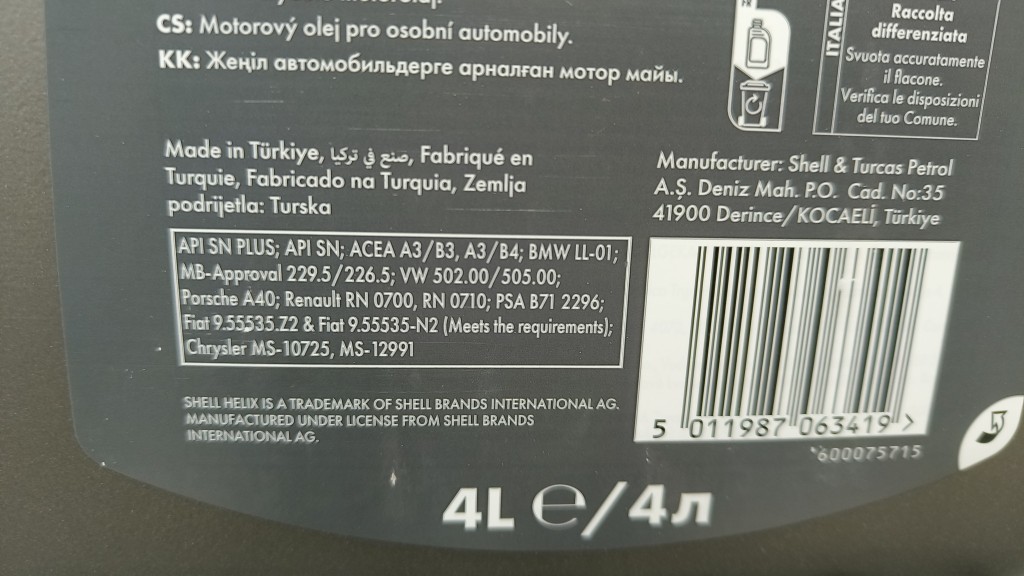 CS: Motorový olej pro osobní automobily.
KK: Жеңіл автомобильдерге арналған мотор майы.
FR
ITALIA
Raccolta
differenziata
Svuota accuratamente
il flacone.
Verifica le disposizioni
del tuo Comune.
Made in Türkiye, صنع في تركيا, Fabriqué en
Turquie, Fabricado na Turquia, Zemlja
podrijetla: Turska
Manufacturer: Shell & Turcas Petrol
A.Ş. Deniz Mah. P.O. Cad. No:35
41900 Derince/KOCAELİ, Türkiye
API SN PLUS; API SN; ACEA A3/B3, A3/B4; BMW LL-01;
MB-Approval 229.5/226.5; VW 502.00/505.00;
Porsche A40; Renault RN 0700, RN 0710; PSA B71 2296;
Fiat 9.55535.Z2 & Fiat 9.55535-N2 (Meets the requirements);
Chrysler MS-10725, MS-12991
SHELL HELIX IS A TRADEMARK OF SHELL BRANDS INTERNATIONAL AG.
MANUFACTURED UNDER LICENSE FROM SHELL BRANDS
INTERNATIONAL AG.
5 011987 063419 >
*600075715
4L ℮/4л